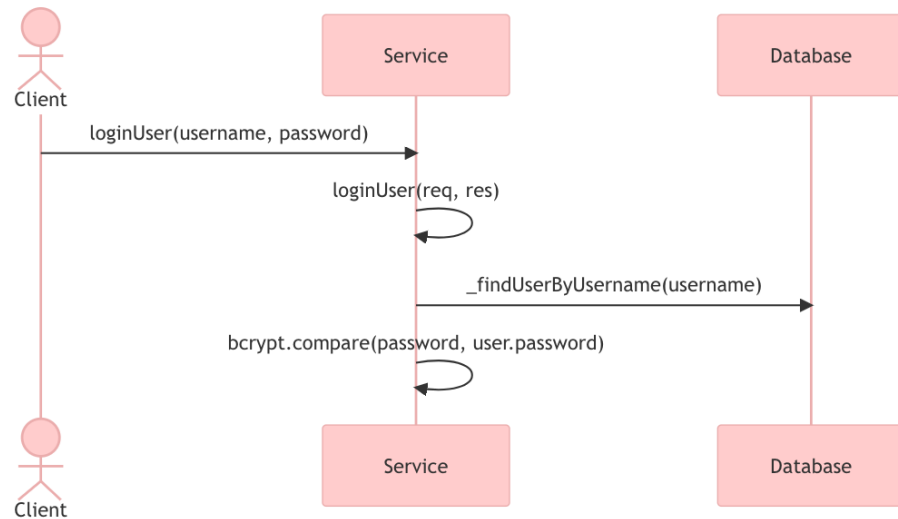 Service
Database
Client
loginUser(username, password)
loginUser(req, res)
_findUserByUsername(username)
bcrypt.compare(password, user.password)
Service
Database
Client